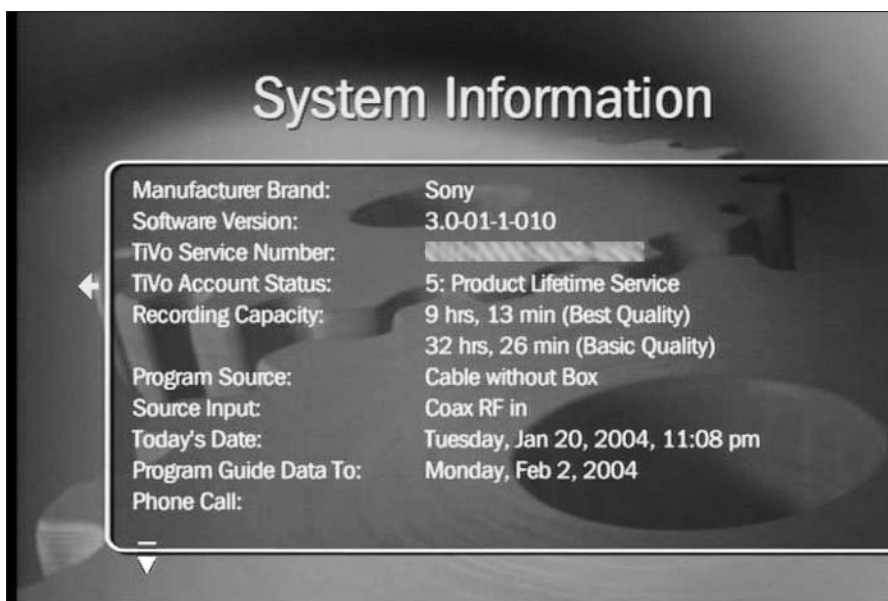 System Information
Manufacturer Brand: Sony
Software Version: 3.0-01-1-010
TiVo Service Number:
TiVo Account Status: 5: Product Lifetime Service
Recording Capacity: 9 hrs, 13 min (Best Quality)
32 hrs, 26 min (Basic Quality)
Program Source: Cable without Box
Source Input: Coax RF in
Today's Date: Tuesday, Jan 20, 2004, 11:08 pm
Program Guide Data To: Monday, Feb 2, 2004
Phone Call: